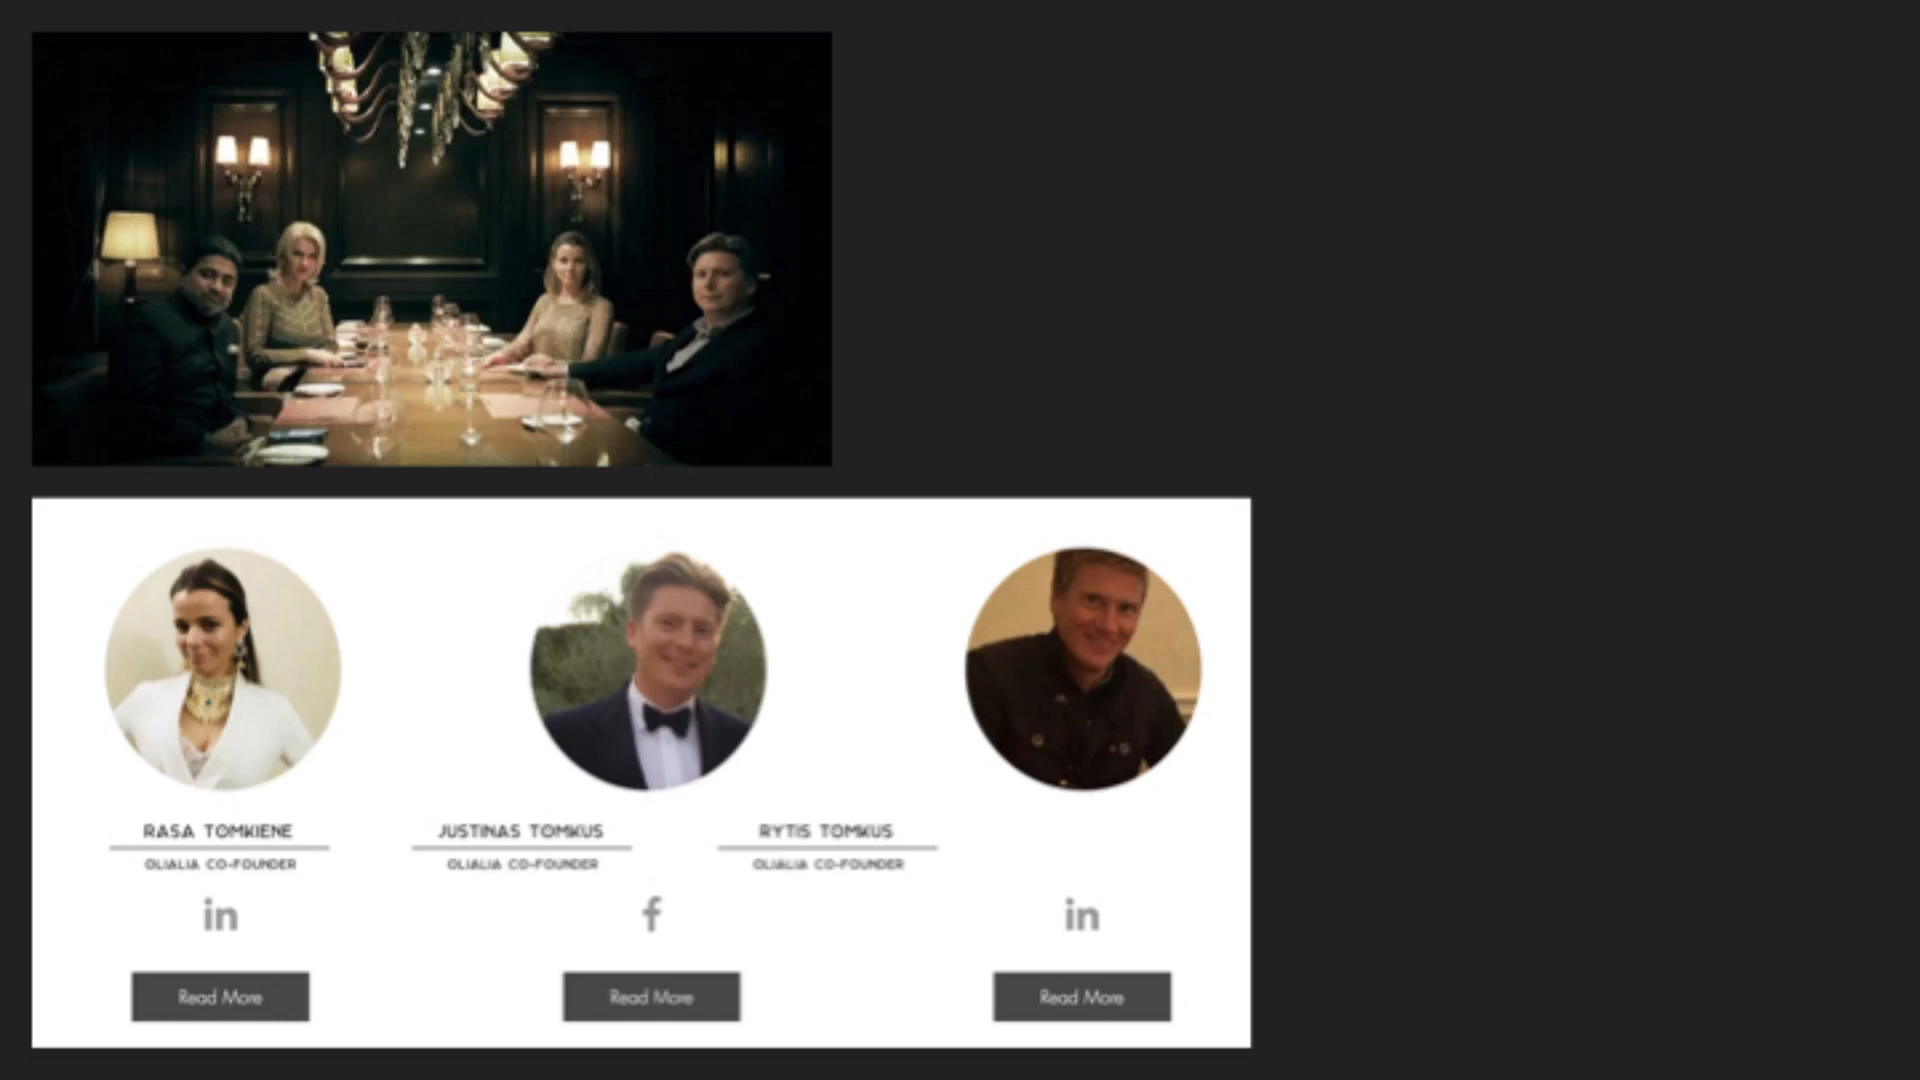 RASA TOMKIENE
OLIALIA CO-FOUNDER
JUSTINAS TOMKUS
OLIALIA CO-FOUNDER
RYTIS TOMKUS
OLIALIA CO-FOUNDER
in
f
in
Read More
Read More
Read More